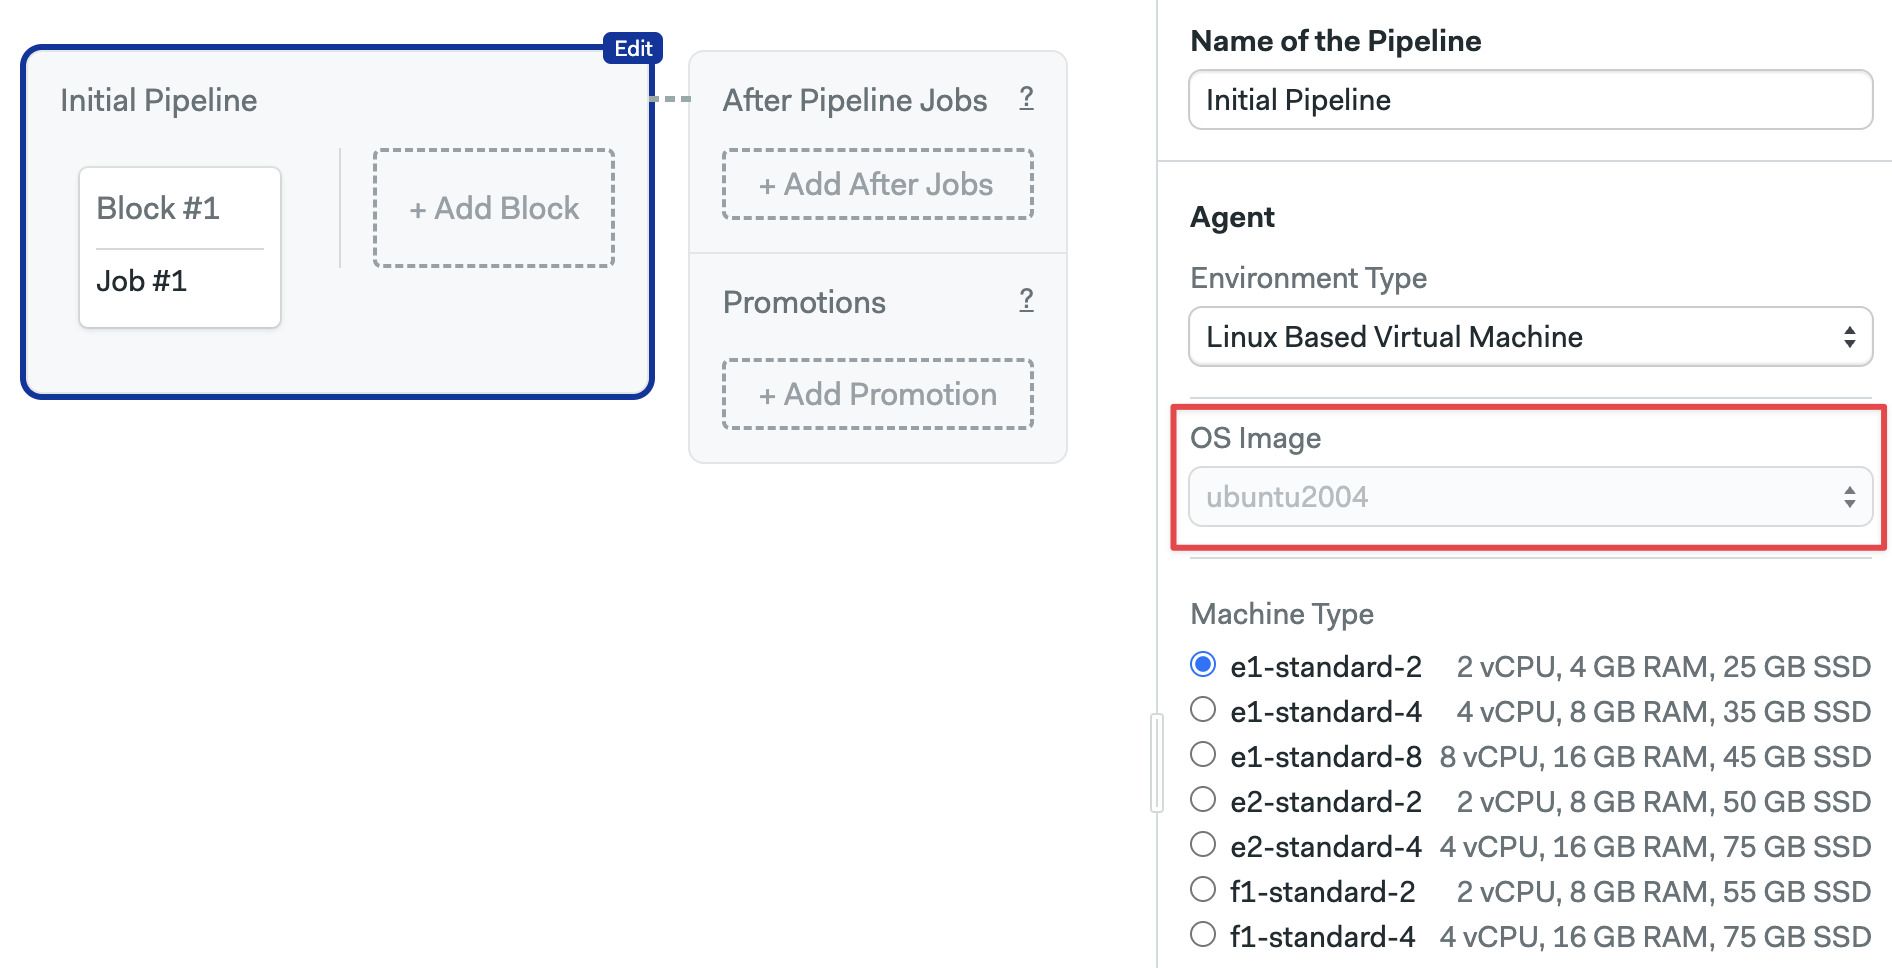 Edit
Initial Pipeline
Block #1
Job #1
+ Add Block
After Pipeline Jobs ?
+ Add After Jobs
Promotions ?
+ Add Promotion
Name of the Pipeline
Initial Pipeline
Agent
Environment Type
Linux Based Virtual Machine
OS Image
ubuntu2004
Machine Type
e1-standard-2 2 vCPU, 4 GB RAM, 25 GB SSD
e1-standard-4 4 vCPU, 8 GB RAM, 35 GB SSD
e1-standard-8 8 vCPU, 16 GB RAM, 45 GB SSD
e2-standard-2 2 vCPU, 8 GB RAM, 50 GB SSD
e2-standard-4 4 vCPU, 16 GB RAM, 75 GB SSD
f1-standard-2 2 vCPU, 8 GB RAM, 55 GB SSD
f1-standard-4 4 vCPU, 16 GB RAM, 75 GB SSD